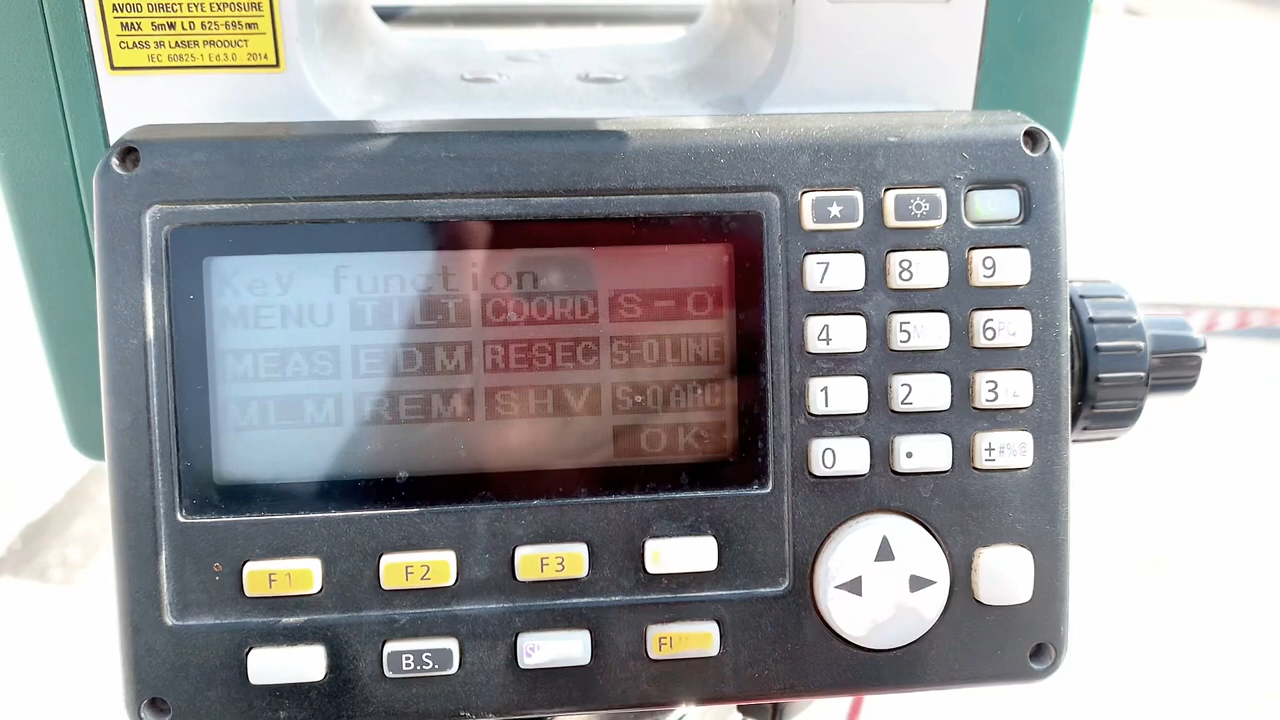 AVOID DIRECT EYE EXPOSURE
MAX 5mW LD 625-695nm
CLASS 3R LASER PRODUCT
IEC 60825-1 Ed.3.0 : 2014
Key function
MENU TILT COORD S-O
MEAS EDM RESEC S-O LINE
MLM REM SHV S-O ARC
OK
7 8 9
4 5 6
1 2 3
0 . ± #%@
F1 F2 F3
B.S.